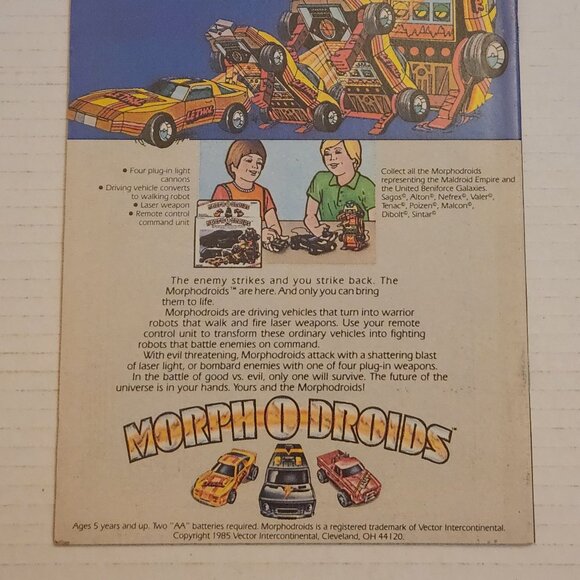 LETHA
• Four plug-in light
cannons
• Driving vehicle converts
to walking robot
• Laser weapon
• Remote control
command unit
MORPH O DROIDS
Collect all the Morphodroids
representing the Maldroid Empire and
the United Beniforce Galaxies.
Sagos©, Alton©, Nefrex©, Valer©,
Tenac©, Poizen©, Malcon©,
Dibolt©, Sintar©
The enemy strikes and you strike back. The
Morphodroids™ are here. And only you can bring
them to life.
Morphodroids are driving vehicles that turn into warrior
robots that walk and fire laser weapons. Use your remote
control unit to transform these ordinary vehicles into fighting
robots that battle enemies on command.
With evil threatening, Morphodroids attack with a shattering blast
of laser light, or bombard enemies with one of four plug-in weapons.
In the battle of good vs. evil, only one will survive. The future of the
universe is in your hands. Yours and the Morphodroids!
MORPH O DROIDS™
Ages 5 years and up. Two "AA" batteries required. Morphodroids is a registered trademark of Vector Intercontinental.
Copyright 1985 Vector Intercontinental, Cleveland, OH 44120.